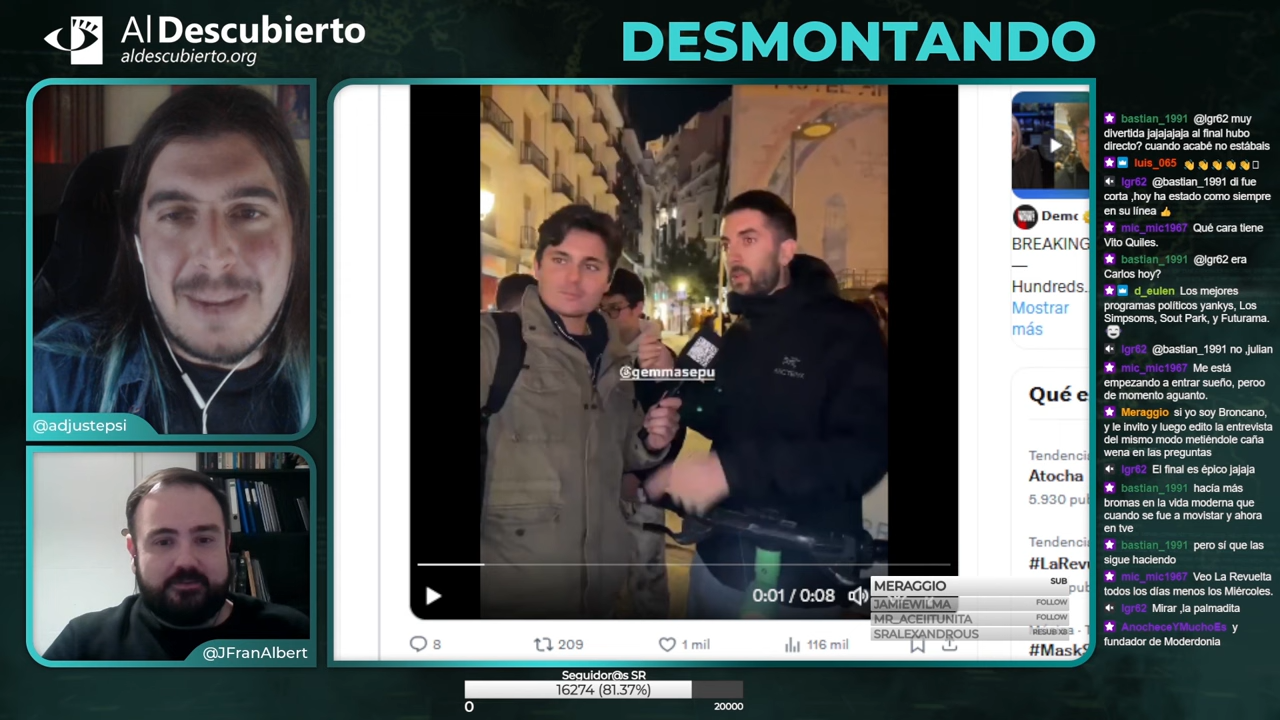 Al Descubierto
aldescubierto.org
DESMONTANDO
@adjustepsi
@JFranAlbert
@gemmasepu
ARC'TERYX
0:01 / 0:08
8
209
1 mil
116 mil
Demo
BREAKING
—
Hundreds...
Mostrar
más
Qué e
Tendencia
Atocha
5.930 pub
Tendencia
#LaRevu
pub
#MaskS
MERAGGIO SUB
JAMIEWILMA FOLLOW
MR_ACEIITUNITA FOLLOW
SRALEXANDROUS RESUB X3
Seguidor@s SR
16274 (81.37%)
0 20000
bastian_1991 @lgr62 muy
divertida jajajajaja al final hubo
directo? cuando acabé no estábais
luis_065 👏👏👏👏👏
lgr62 @bastian_1991 di fue
corta ,hoy ha estado como siempre
en su línea 👍
mic_mic1967 Qué cara tiene
Vito Quiles.
bastian_1991 @lgr62 era
Carlos hoy?
d_eulen Los mejores
programas políticos yankys, Los
Simpsoms, Sout Park, y Futurama.
lgr62 @bastian_1991 no ,julian
mic_mic1967 Me está
empezando a entrar sueño, peroo
de momento aguanto.
Meraggio si yo soy Broncano,
y le invito y luego edito la entrevista
del mismo modo metiéndole caña
wena en las preguntas
lgr62 El final es épico jajaja
bastian_1991 hacía más
bromas en la vida moderna que
cuando se fue a movistar y ahora
en tve
bastian_1991 pero sí que las
sigue haciendo
mic_mic1967 Veo La Revuelta
todos los días menos los Miércoles.
lgr62 Mirar ,la palmadita
AnocheceYMuchoEs y
fundador de Moderdonia